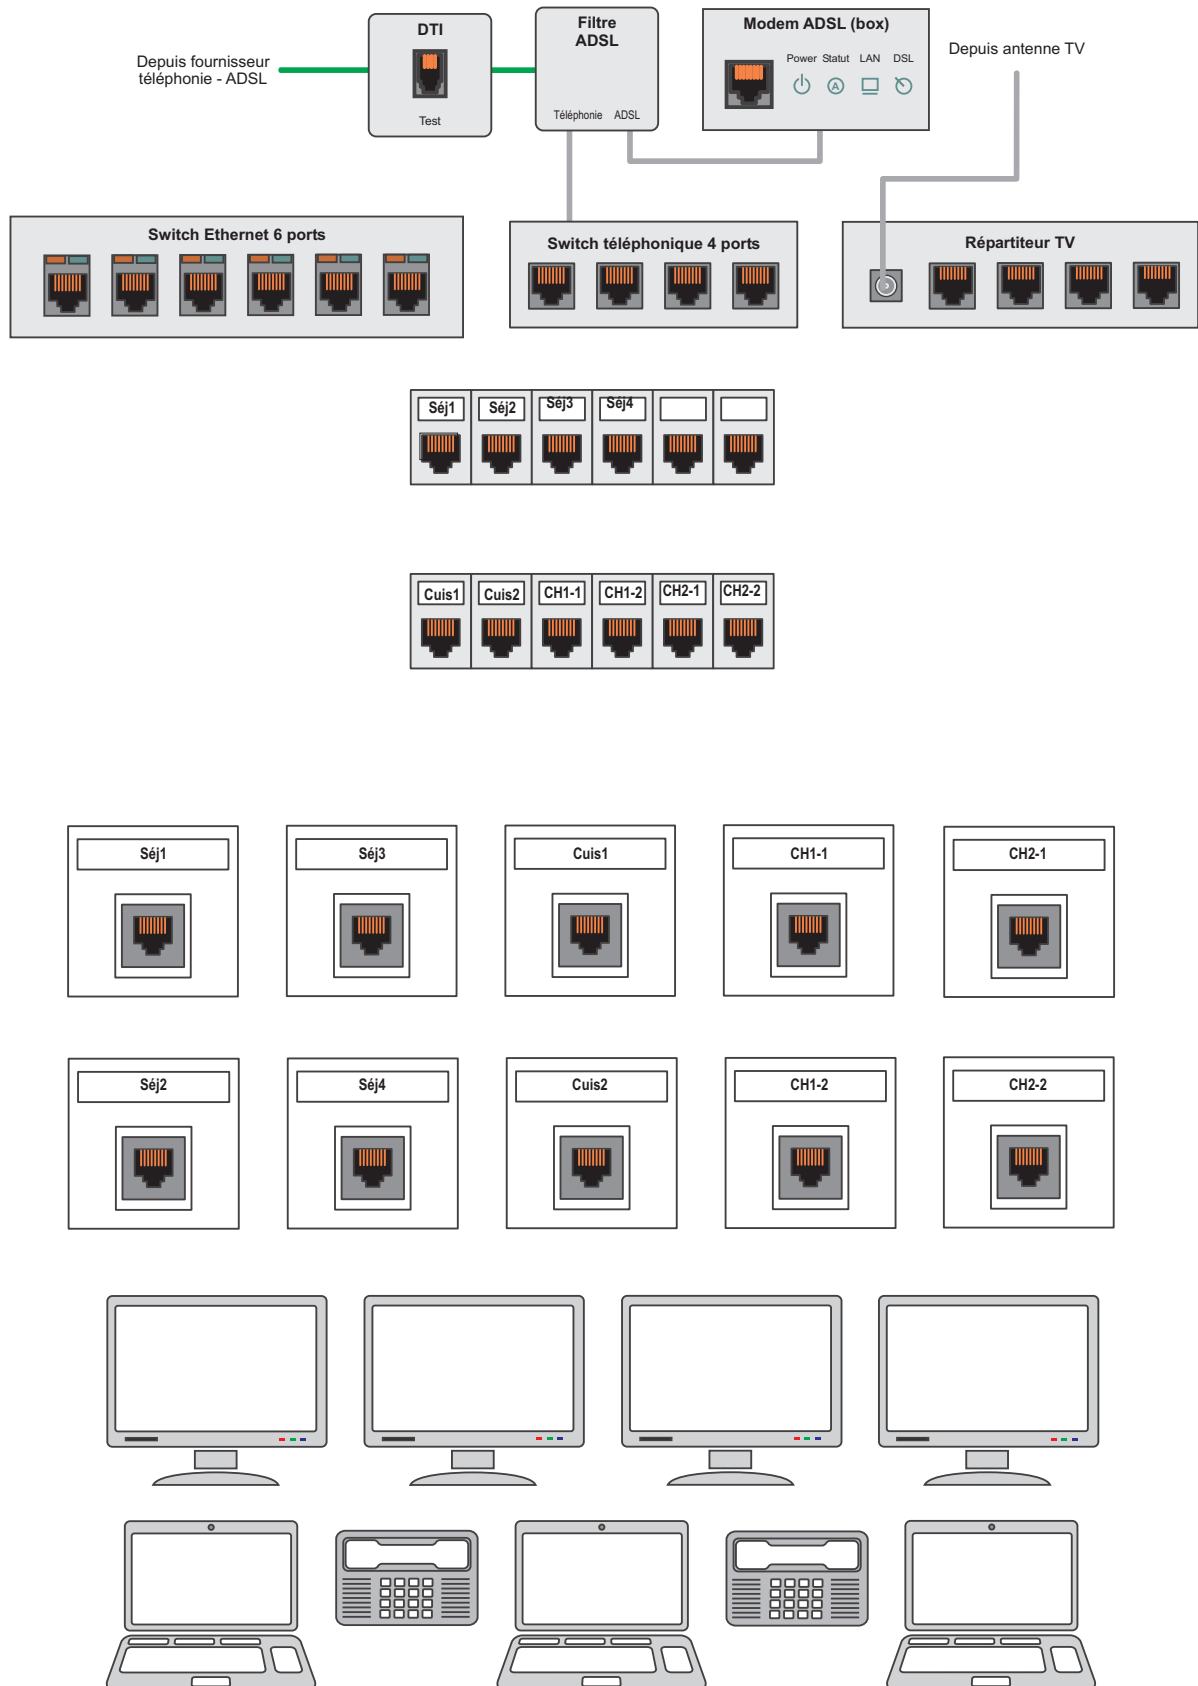 DTI
Filtre
ADSL
Modem ADSL (box)
Depuis antenne TV
Depuis fournisseur
téléphonie - ADSL
Power Statut LAN DSL
A
Test
Téléphonie ADSL
Switch Ethernet 6 ports
Switch téléphonique 4 ports
Répartiteur TV
Séj1 Séj2 Séj3 Séj4
Cuis1 Cuis2 CH1-1 CH1-2 CH2-1 CH2-2
Séj1 Séj3 Cuis1 CH1-1 CH2-1
Séj2 Séj4 Cuis2 CH1-2 CH2-2